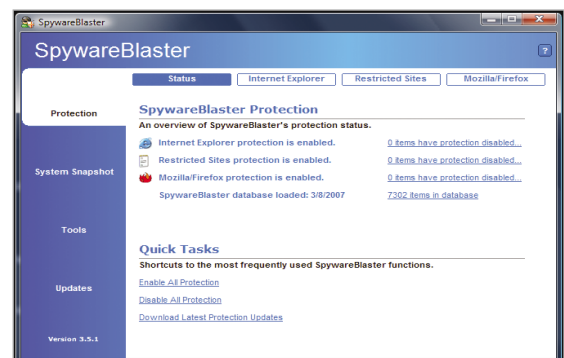 SpywareBlaster
SpywareBlaster
?
Status Internet Explorer Restricted Sites Mozilla/Firefox
Protection
System Snapshot
Tools
Updates
Version 3.5.1
SpywareBlaster Protection
An overview of SpywareBlaster's protection status.
Internet Explorer protection is enabled. 0 items have protection disabled...
Restricted Sites protection is enabled. 0 items have protection disabled...
Mozilla/Firefox protection is enabled. 0 items have protection disabled...
SpywareBlaster database loaded: 3/8/2007 7302 items in database
Quick Tasks
Shortcuts to the most frequently used SpywareBlaster functions.
Enable All Protection
Disable All Protection
Download Latest Protection Updates